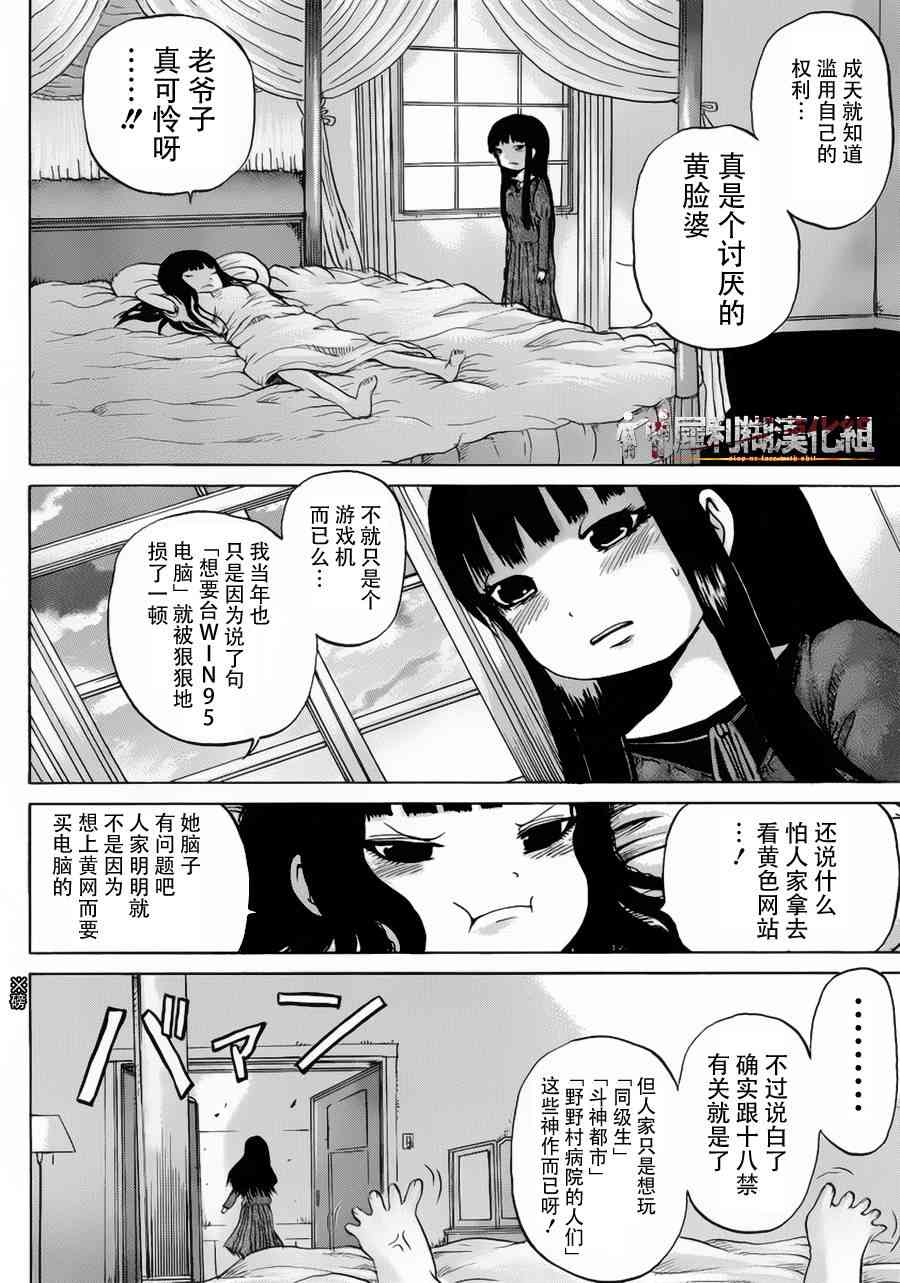 成天就知道
滥用自己的
权利…
真是个讨厌的
黄脸婆
老爷子
真可怜呀
……!!
犀利糊漢化組
不就只是个
游戏机
而已么…
我当年也
只是因为说了句
「想要台WIN95
电脑」就被狠狠地
损了一顿
还说什么
怕人家拿去
看黄色网站
…!
她脑子
有问题吧
人家明明就
不是因为
想上黄网而要
买电脑的
………
不过说白了
确实跟十八禁
有关就是了
但人家只是想玩
「同级生」
「斗神都市」
「野野村病院的人们」
这些神作而已呀!
バァン
※磅